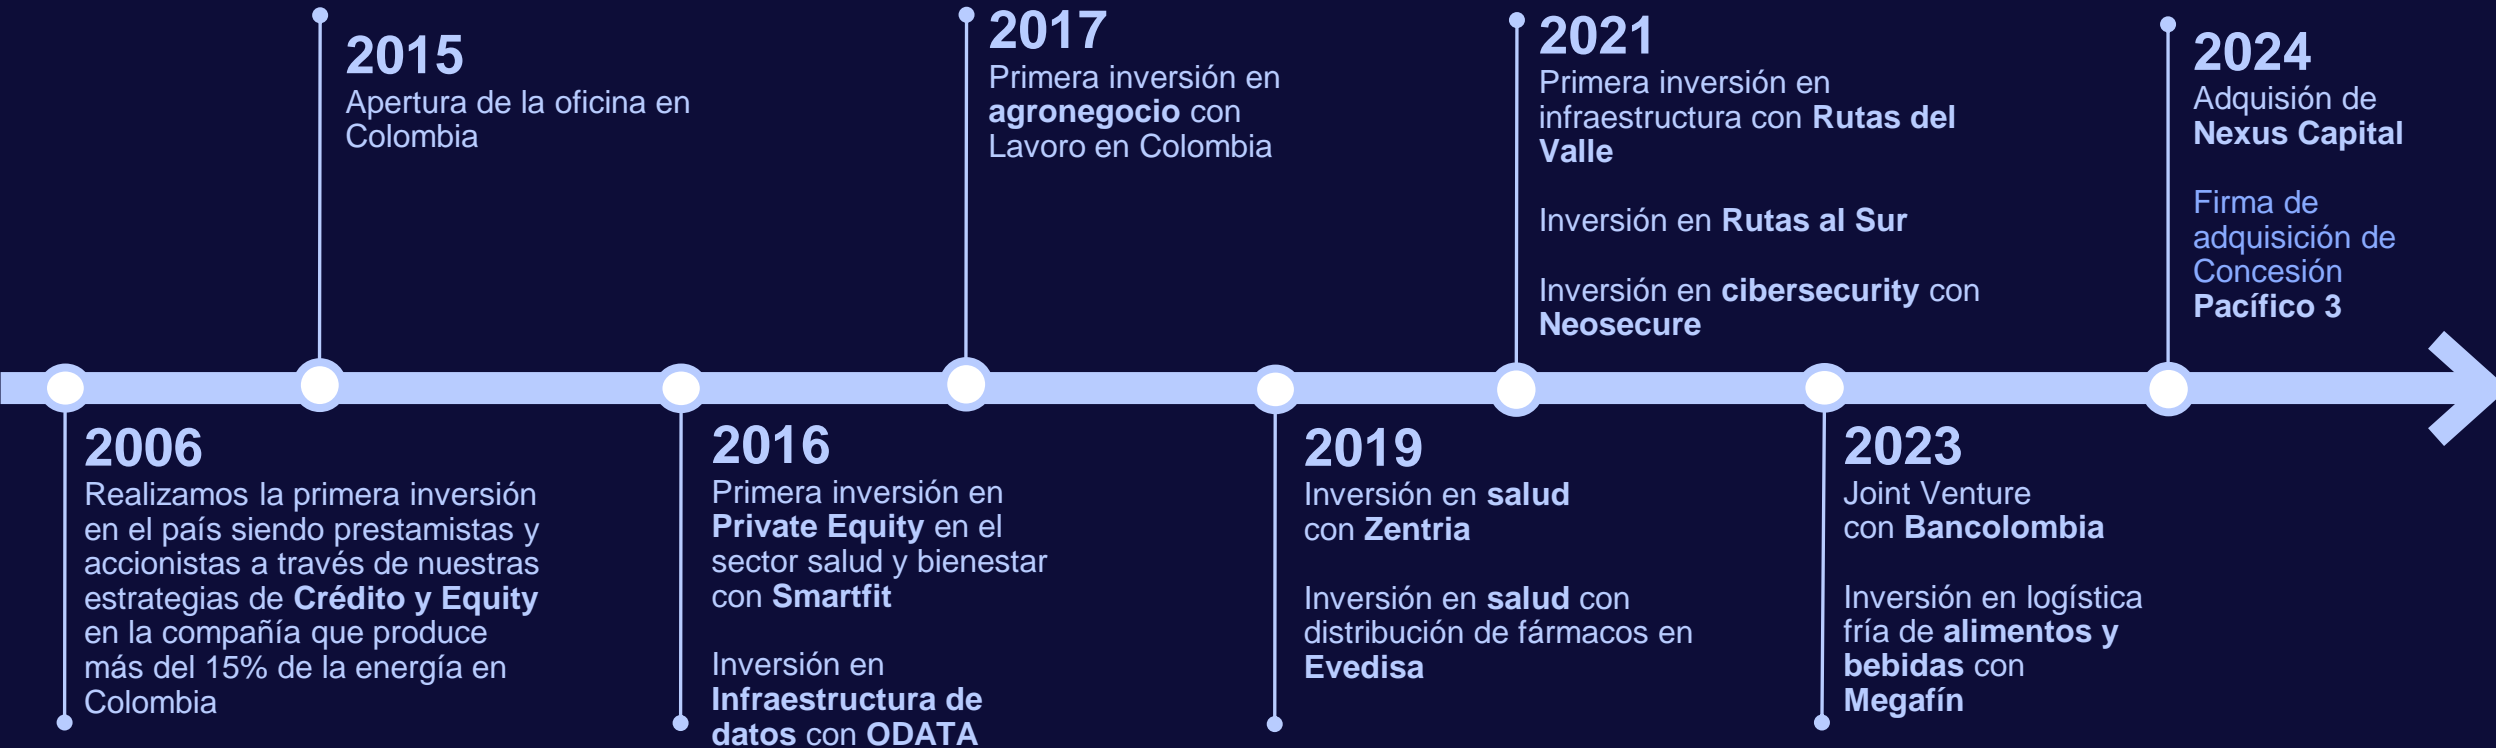 2015
Apertura de la oficina en
Colombia
2017
Primera inversión en
agronegocio con
Lavoro en Colombia
2021
Primera inversión en
infraestructura con Rutas del
Valle
Inversión en Rutas al Sur
Inversión en cibersecurity con
Neosecure
2024
Adquisión de
Nexus Capital
Firma de
adquisición de
Concesión
Pacífico 3
2006
Realizamos la primera inversión
en el país siendo prestamistas y
accionistas a través de nuestras
estrategias de Crédito y Equity
en la compañía que produce
más del 15% de la energía en
Colombia
2016
Primera inversión en
Private Equity en el
sector salud y bienestar
con Smartfit
Inversión en
Infraestructura de
datos con ODATA
2019
Inversión en salud
con Zentria
Inversión en salud con
distribución de fármacos en
Evedisa
2023
Joint Venture
con Bancolombia
Inversión en logística
fría de alimentos y
bebidas con
Megafín